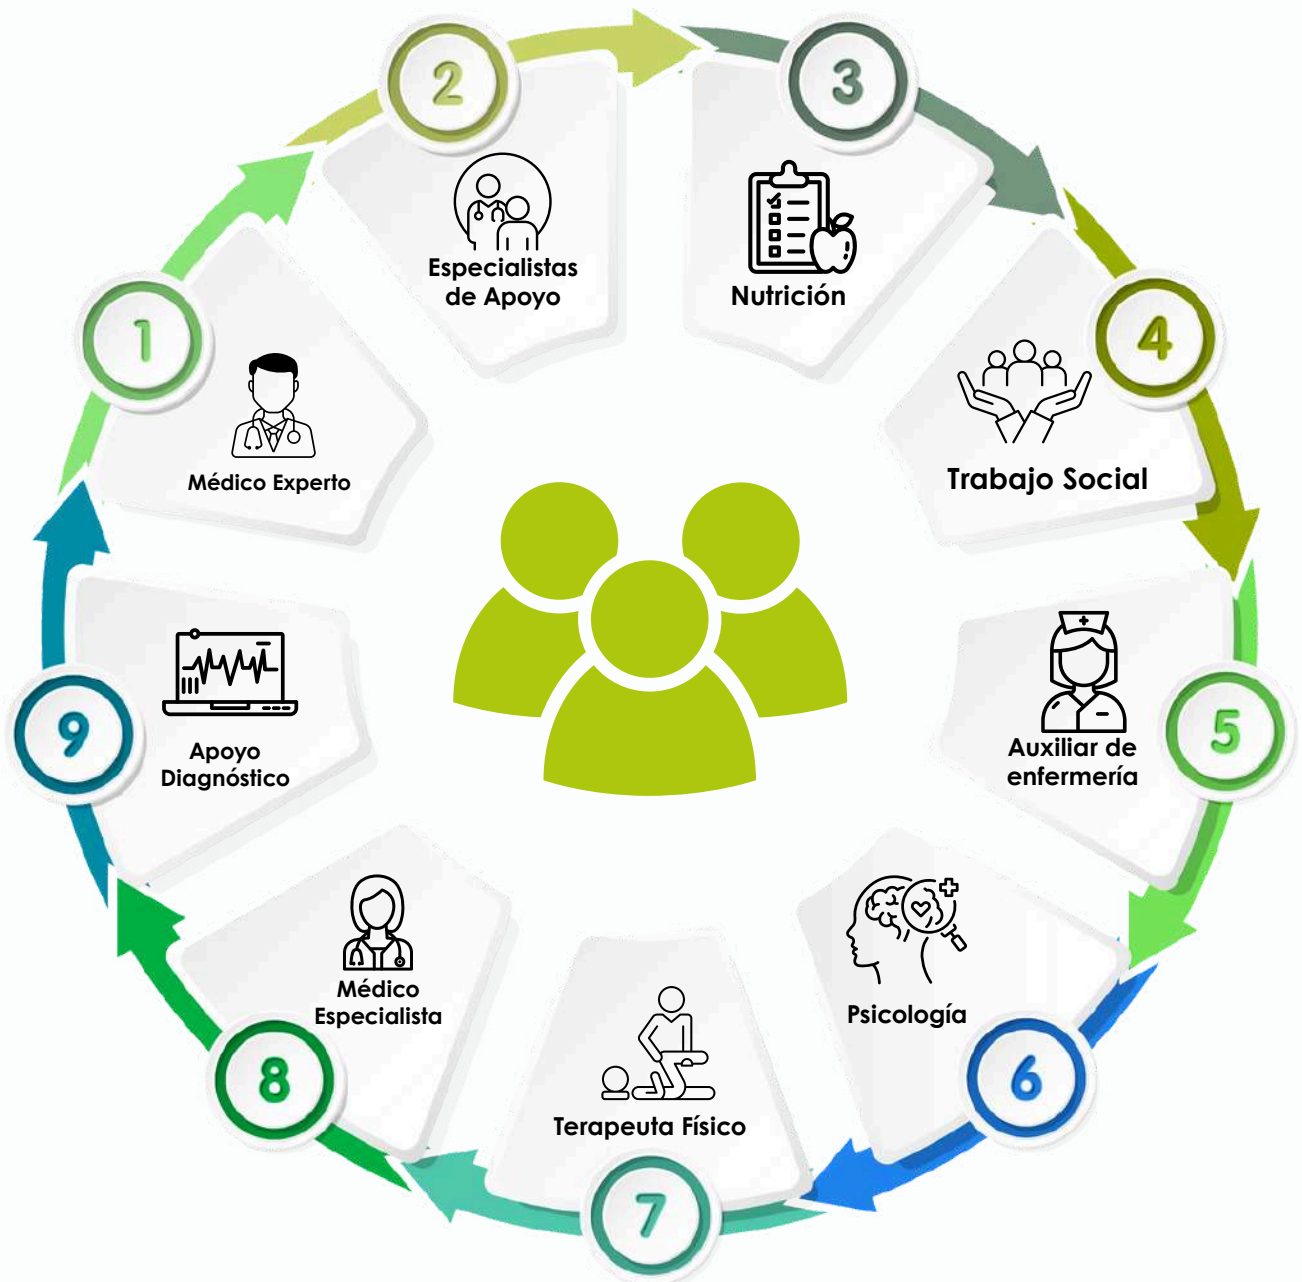 1
Médico Experto
2
Especialistas
de Apoyo
3
Nutrición
4
Trabajo Social
5
Auxiliar de
enfermería
6
Psicología
7
Terapeuta Físico
8
Médico
Especialista
9
Apoyo
Diagnóstico